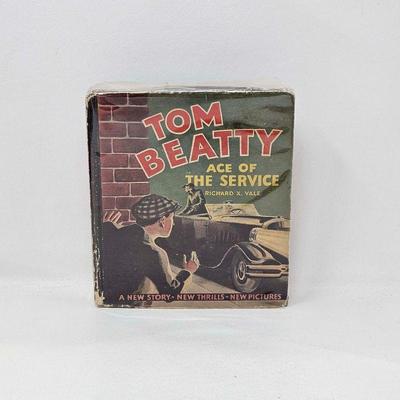 TOM
BEATTY
ACE OF
THE SERVICE
RICHARD X. VALE
A NEW STORY - NEW THRILLS - NEW PICTURES